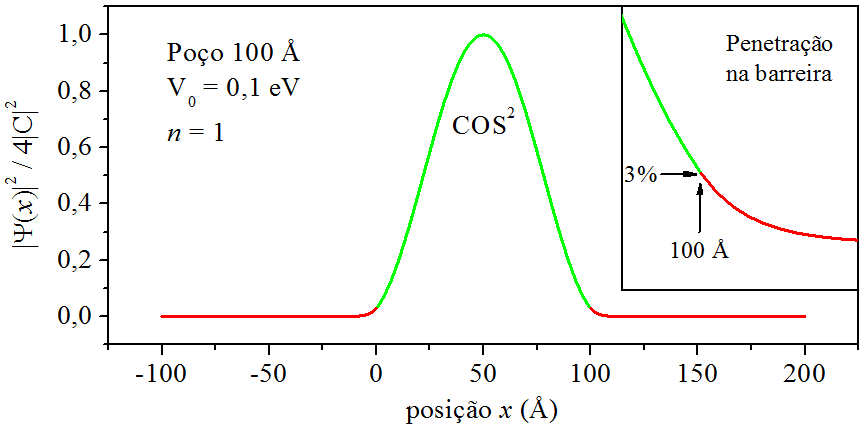 Poço 100 Å
V₀ = 0,1 eV
n = 1
COS²
Penetração
na barreira
3%
100 Å
|Ψ(x)|² / 4|C|²
1,0
0,8
0,6
0,4
0,2
0,0
-100 -50 0 50 100 150 200
posição x (Å)